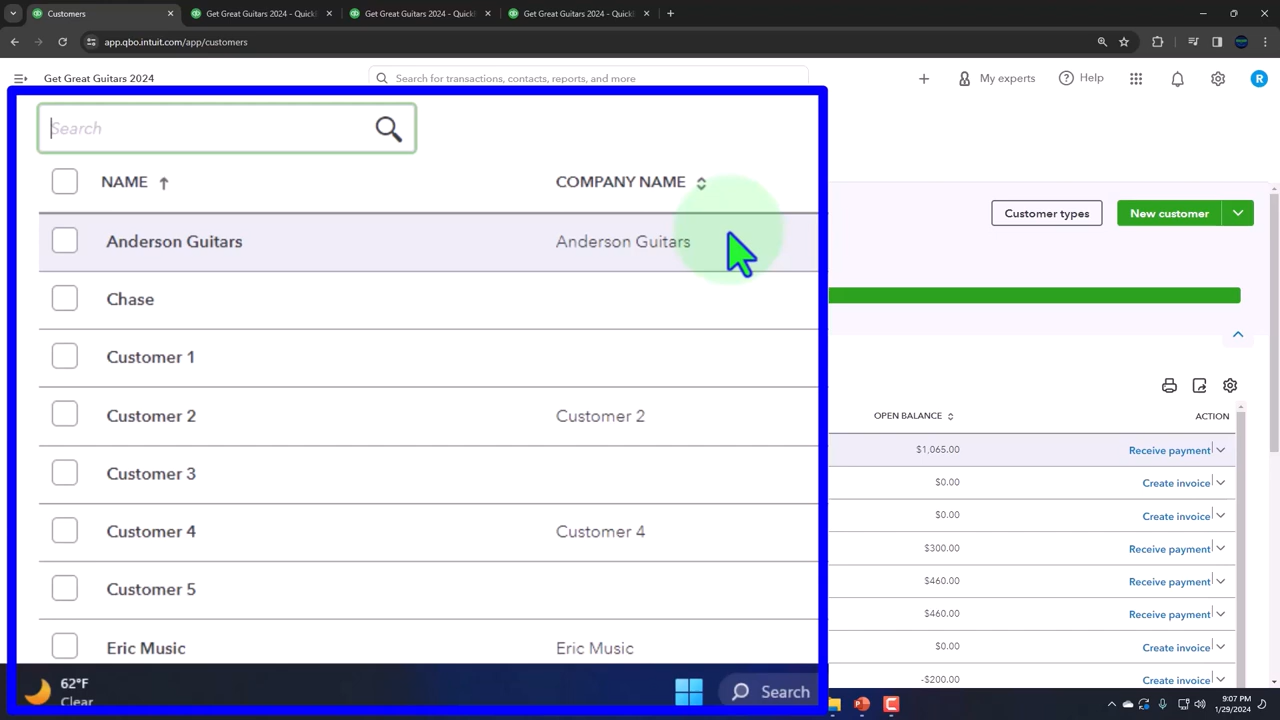 Customers
Get Great Guitars 2024 – Quick
Get Great Guitars 2024 – Quick
Get Great Guitars 2024 – Quick
app.qbo.intuit.com/app/customers
Get Great Guitars 2024
Search for transactions, contacts, reports, and more
My experts
Help
R
Search
NAME
COMPANY NAME
Customer types
New customer
Anderson Guitars
Anderson Guitars
Chase
Customer 1
Customer 2
Customer 2
Customer 3
Customer 4
Customer 4
Customer 5
Eric Music
Eric Music
OPEN BALANCE
ACTION
$1,065.00
Receive payment
$0.00
Create invoice
$0.00
Create invoice
$300.00
Receive payment
$460.00
Receive payment
$460.00
Receive payment
$0.00
Create invoice
-$200.00
Create invoice
62°F
Clear
Search
9:07 PM
1/29/2024